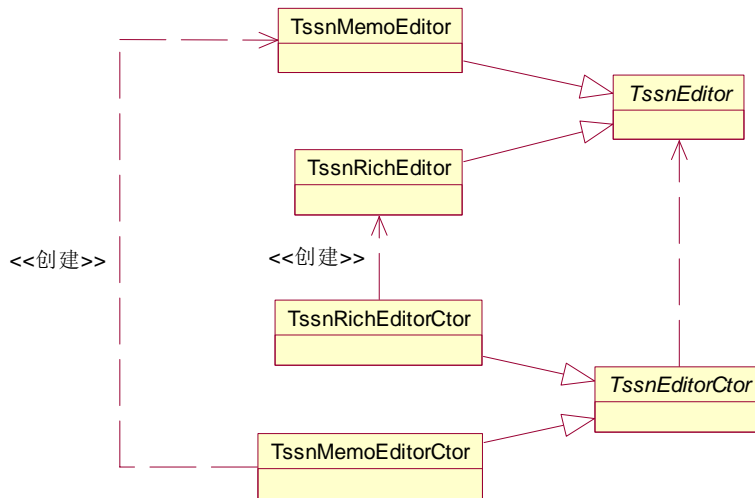 TssnMemoEditor
TssnEditor
TssnRichEditor
<<创建>>
<<创建>>
TssnRichEditorCtor
TssnEditorCtor
TssnMemoEditorCtor